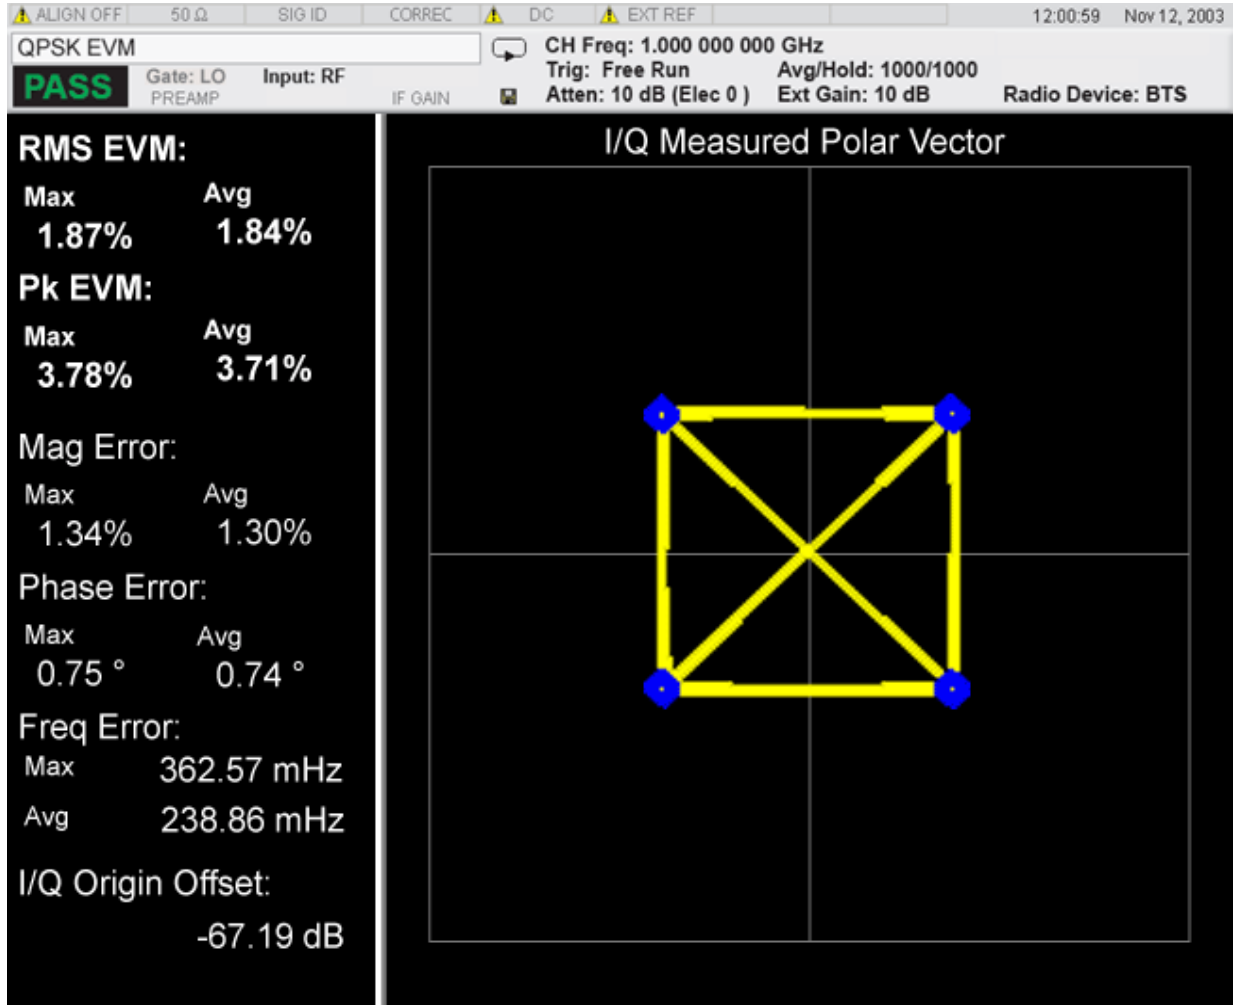 ALIGN OFF 50 Ω SIG ID CORREC DC EXT REF 12:00:59 Nov 12, 2003
QPSK EVM
CH Freq: 1.000 000 000 GHz
PASS
Gate: LO Input: RF Trig: Free Run Avg/Hold: 1000/1000
PREAMP IF GAIN Atten: 10 dB (Elec 0 ) Ext Gain: 10 dB Radio Device: BTS
RMS EVM:
Max Avg
1.87% 1.84%
Pk EVM:
Max Avg
3.78% 3.71%
Mag Error:
Max Avg
1.34% 1.30%
Phase Error:
Max Avg
0.75 ° 0.74 °
Freq Error:
Max 362.57 mHz
Avg 238.86 mHz
I/Q Origin Offset:
-67.19 dB
I/Q Measured Polar Vector